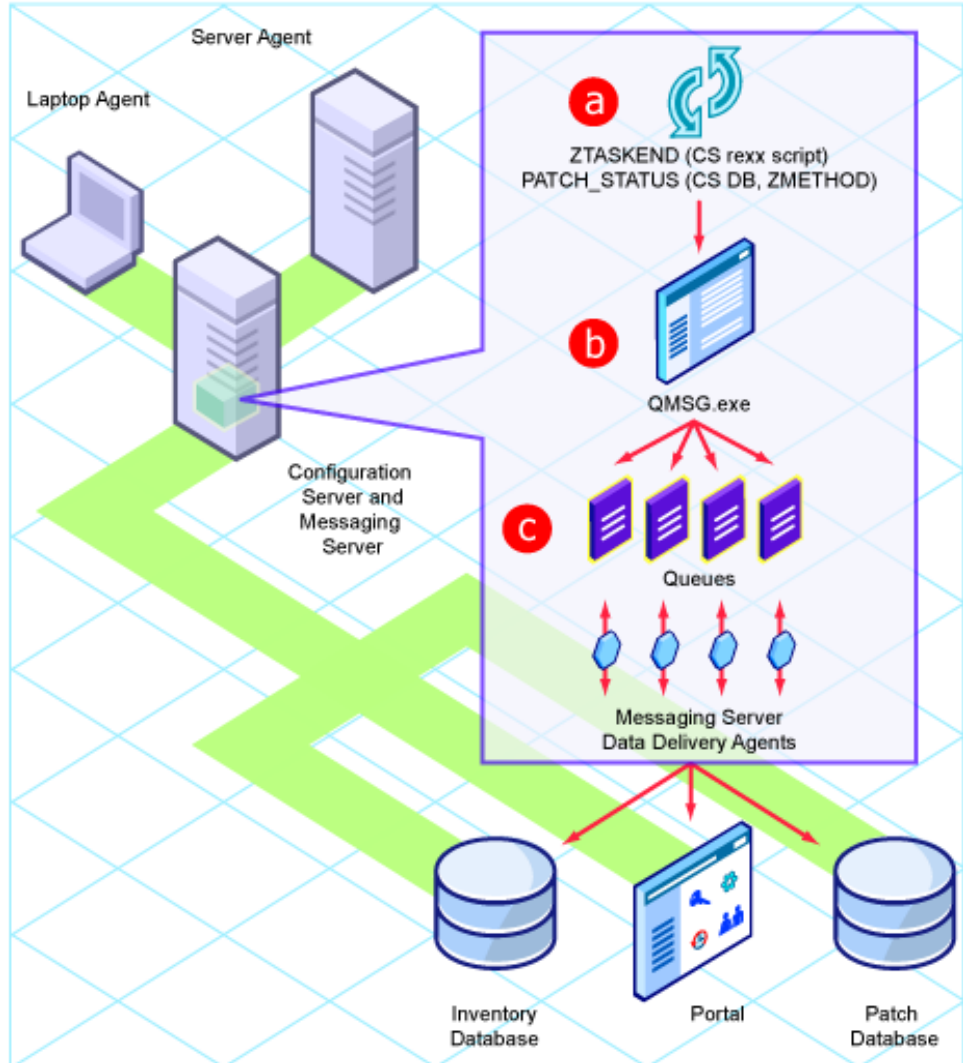 Server Agent
Laptop Agent
a
ZTASKEND (CS rexx script)
PATCH_STATUS (CS DB, ZMETHOD)
b
QMSG.exe
Configuration
Server and
Messaging
Server
c
Queues
Messaging Server
Data Delivery Agents
Inventory
Database
Portal
Patch
Database